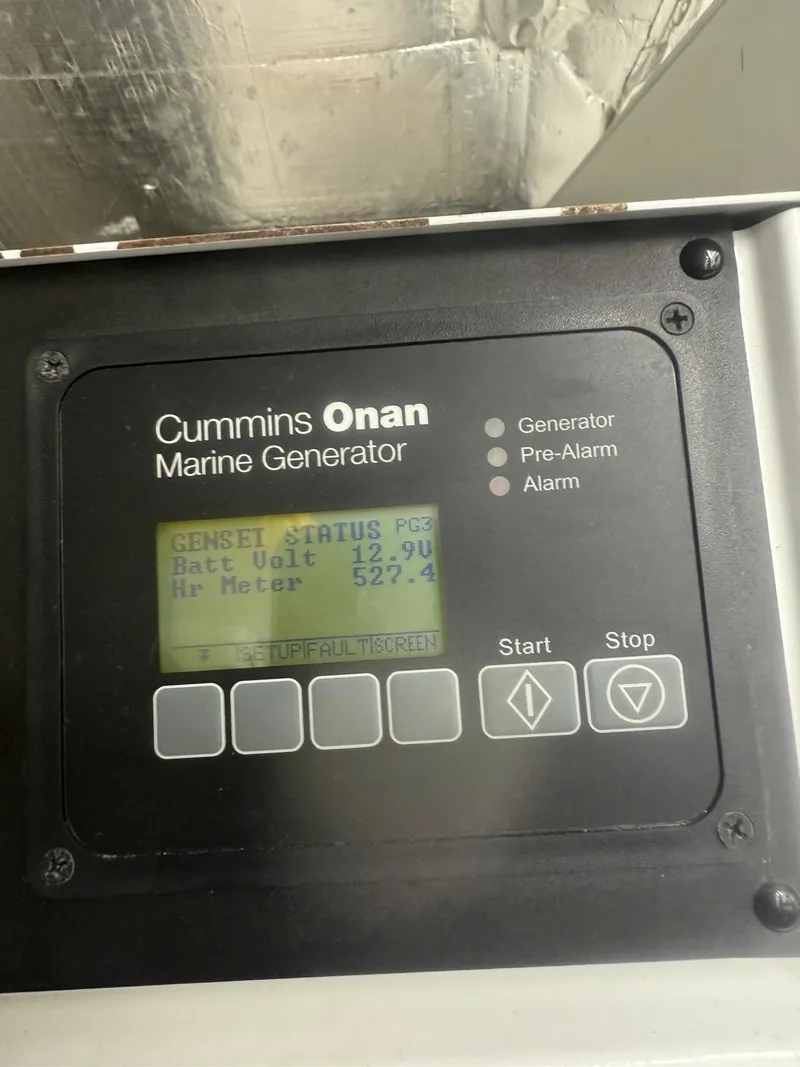 Cummins Onan
Marine Generator
Generator
Pre-Alarm
Alarm
GENSET STATUS PG3
Batt Volt 12.9V
Hr Meter 527.4
SETUP FAULT SCREEN
Start
Stop